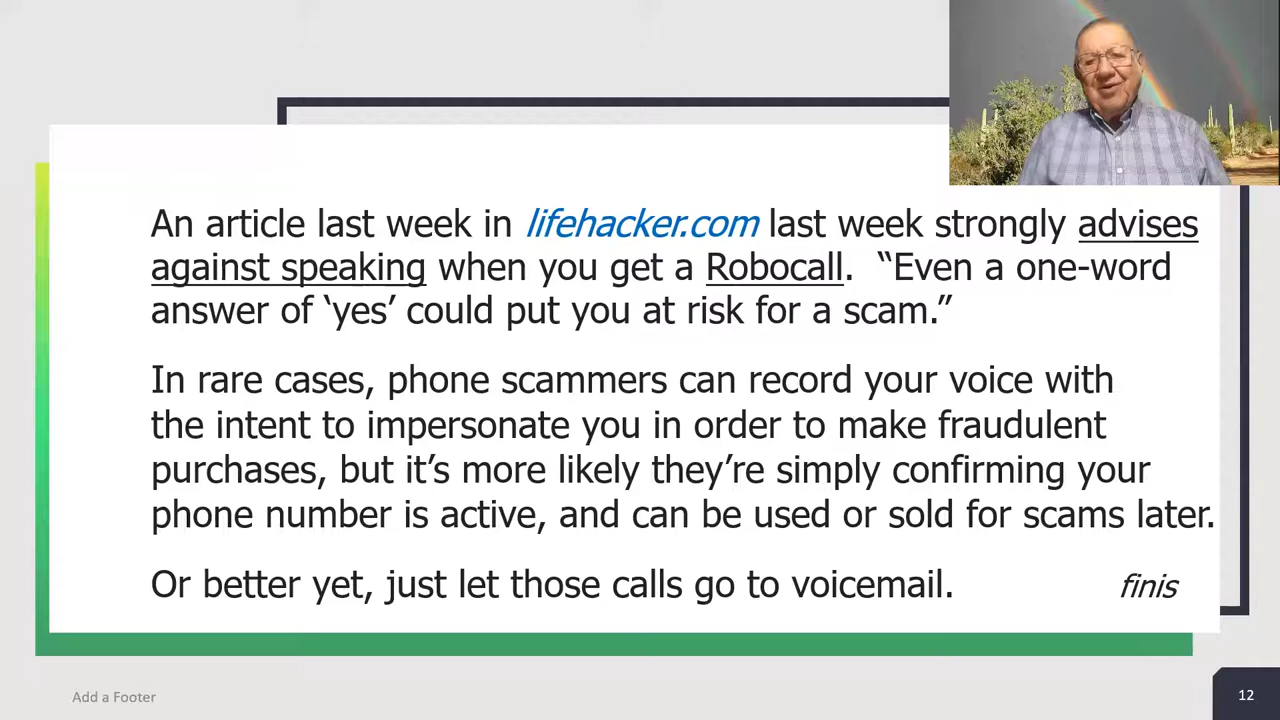 An article last week in lifehacker.com last week strongly advises
against speaking when you get a Robocall. “Even a one-word
answer of ‘yes’ could put you at risk for a scam.”
In rare cases, phone scammers can record your voice with
the intent to impersonate you in order to make fraudulent
purchases, but it’s more likely they’re simply confirming your
phone number is active, and can be used or sold for scams later.
Or better yet, just let those calls go to voicemail. finis
Add a Footer
12